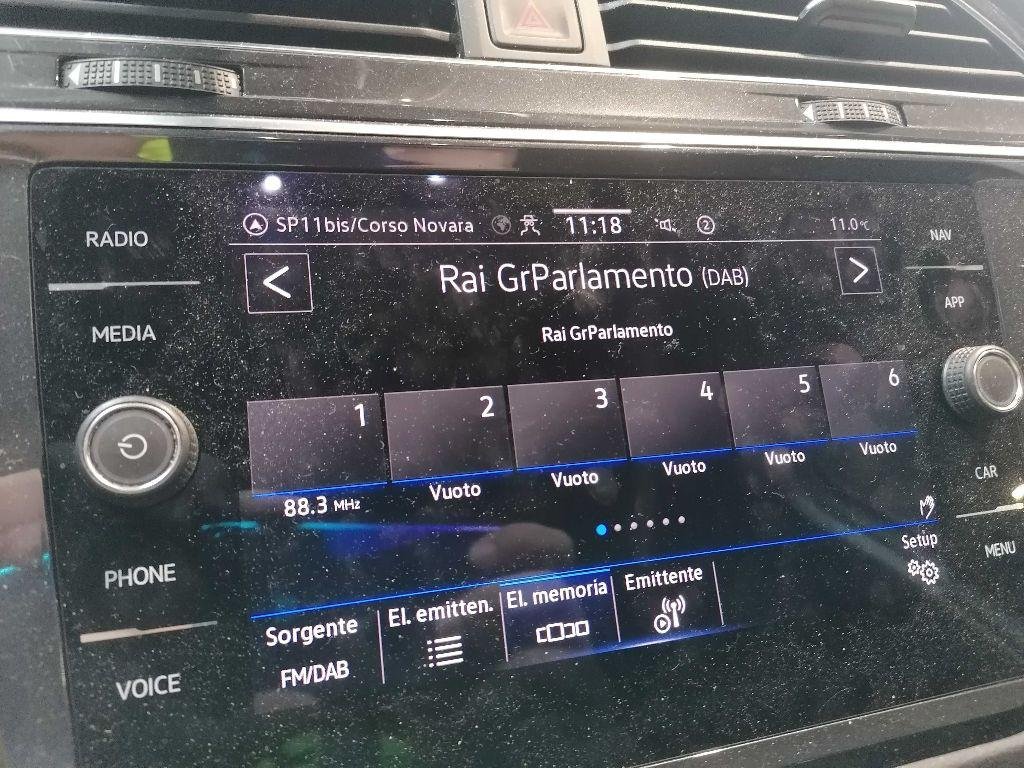 RADIO
MEDIA
PHONE
VOICE
SP11bis/Corso Novara 11:18 2 11.0°C
< Rai GrParlamento (DAB) >
Rai GrParlamento
1 2 3 4 5 6
88.3 MHz Vuoto Vuoto Vuoto Vuoto Vuoto
Setup
Sorgente El. emitten. El. memoria Emittente
FM/DAB
NAV
APP
CAR
MENU